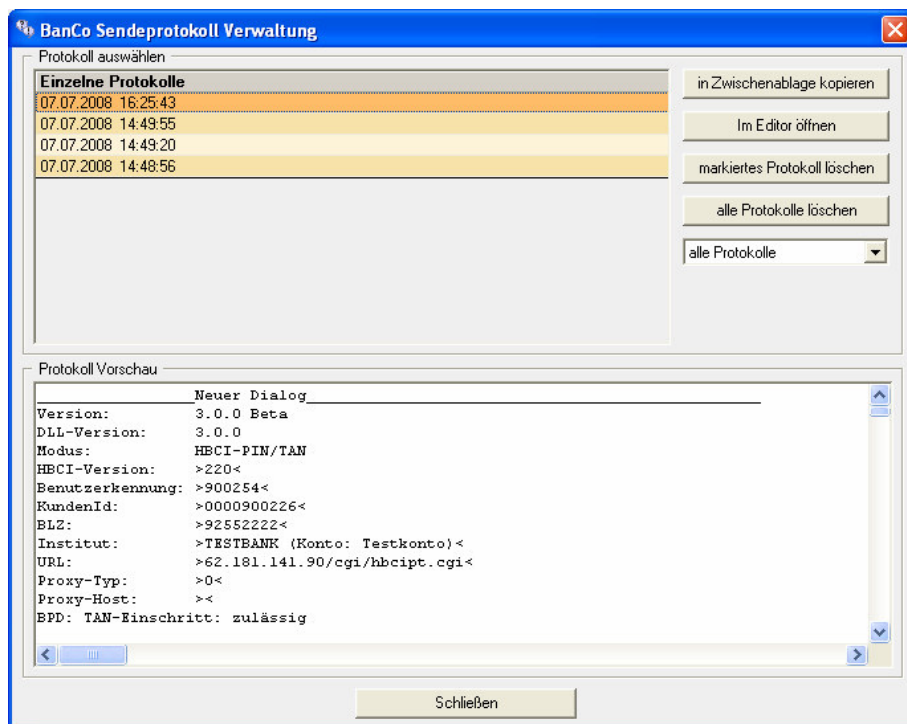 BanCo Sendeprotokoll Verwaltung
Protokoll auswählen
Einzelne Protokolle
07.07.2008 16:25:43
07.07.2008 14:49:55
07.07.2008 14:49:20
07.07.2008 14:48:56
in Zwischenablage kopieren
Im Editor öffnen
markiertes Protokoll löschen
alle Protokolle löschen
alle Protokolle
Protokoll Vorschau
Neuer Dialog
Version: 3.0.0 Beta
DLL-Version: 3.0.0
Modus: HBCI-PIN/TAN
HBCI-Version: >220<
Benutzerkennung: >900254<
KundenId: >0000900226<
BLZ: >92552222<
Institut: >TESTBANK (Konto: Testkonto)<
URL: >62.181.141.90/cgi/hbcipt.cgi<
Proxy-Typ: >0<
Proxy-Host: ><
BPD: TAN-Einschritt: zulässig
Schließen